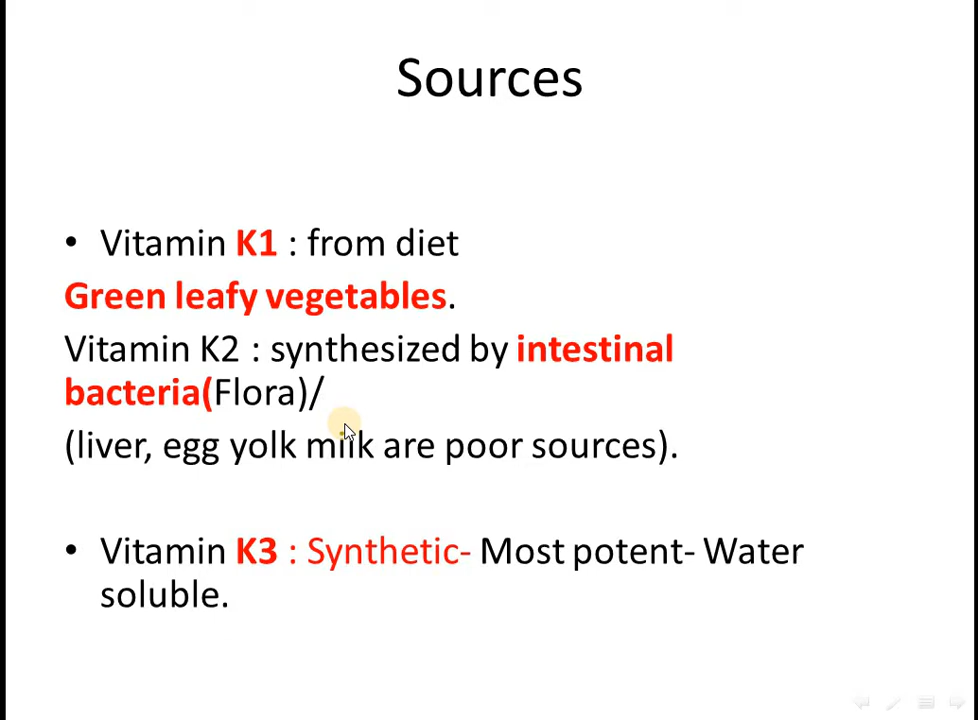 Sources
• Vitamin K1 : from diet
Green leafy vegetables.
Vitamin K2 : synthesized by intestinal
bacteria(Flora)/
(liver, egg yolk milk are poor sources).
• Vitamin K3 : Synthetic- Most potent- Water
soluble.